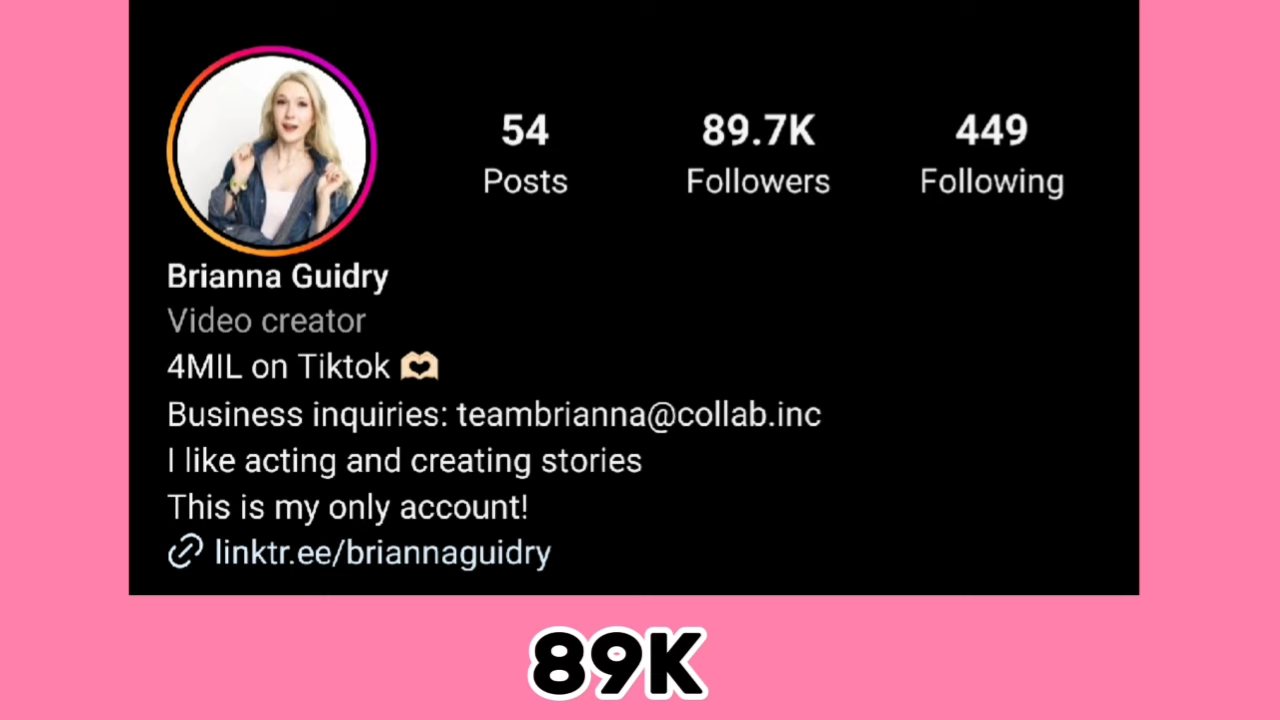 54 89.7K 449
Posts Followers Following
Brianna Guidry
Video creator
4MIL on Tiktok 🫶🏻
Business inquiries: teambrianna@collab.inc
I like acting and creating stories
This is my only account!
linktr.ee/briannaguidry
89K